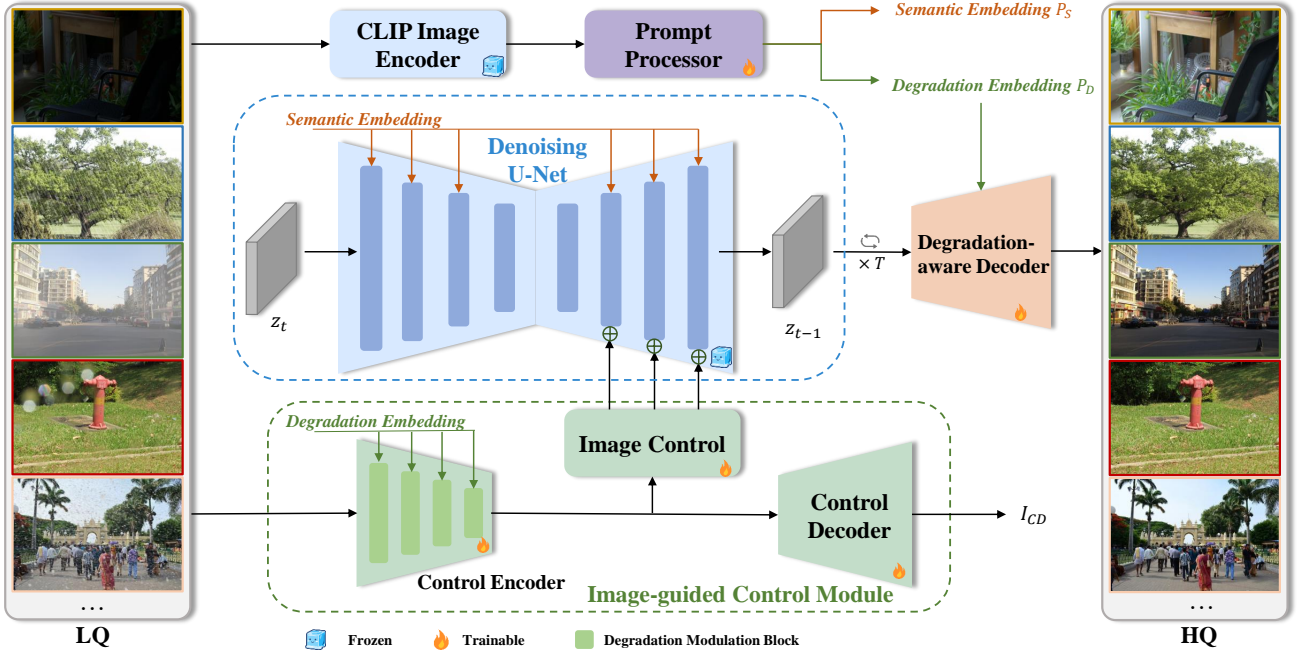 CLIP Image
Encoder
Prompt
Processor
Semantic Embedding P_S
Degradation Embedding P_D
Semantic Embedding
Denoising
U-Net
z_t
z_{t-1}
× T
Degradation-
aware Decoder
Degradation Embedding
Image Control
Control
Decoder
I_{CD}
Control Encoder
Image-guided Control Module
...
LQ
...
HQ
Frozen
Trainable
Degradation Modulation Block